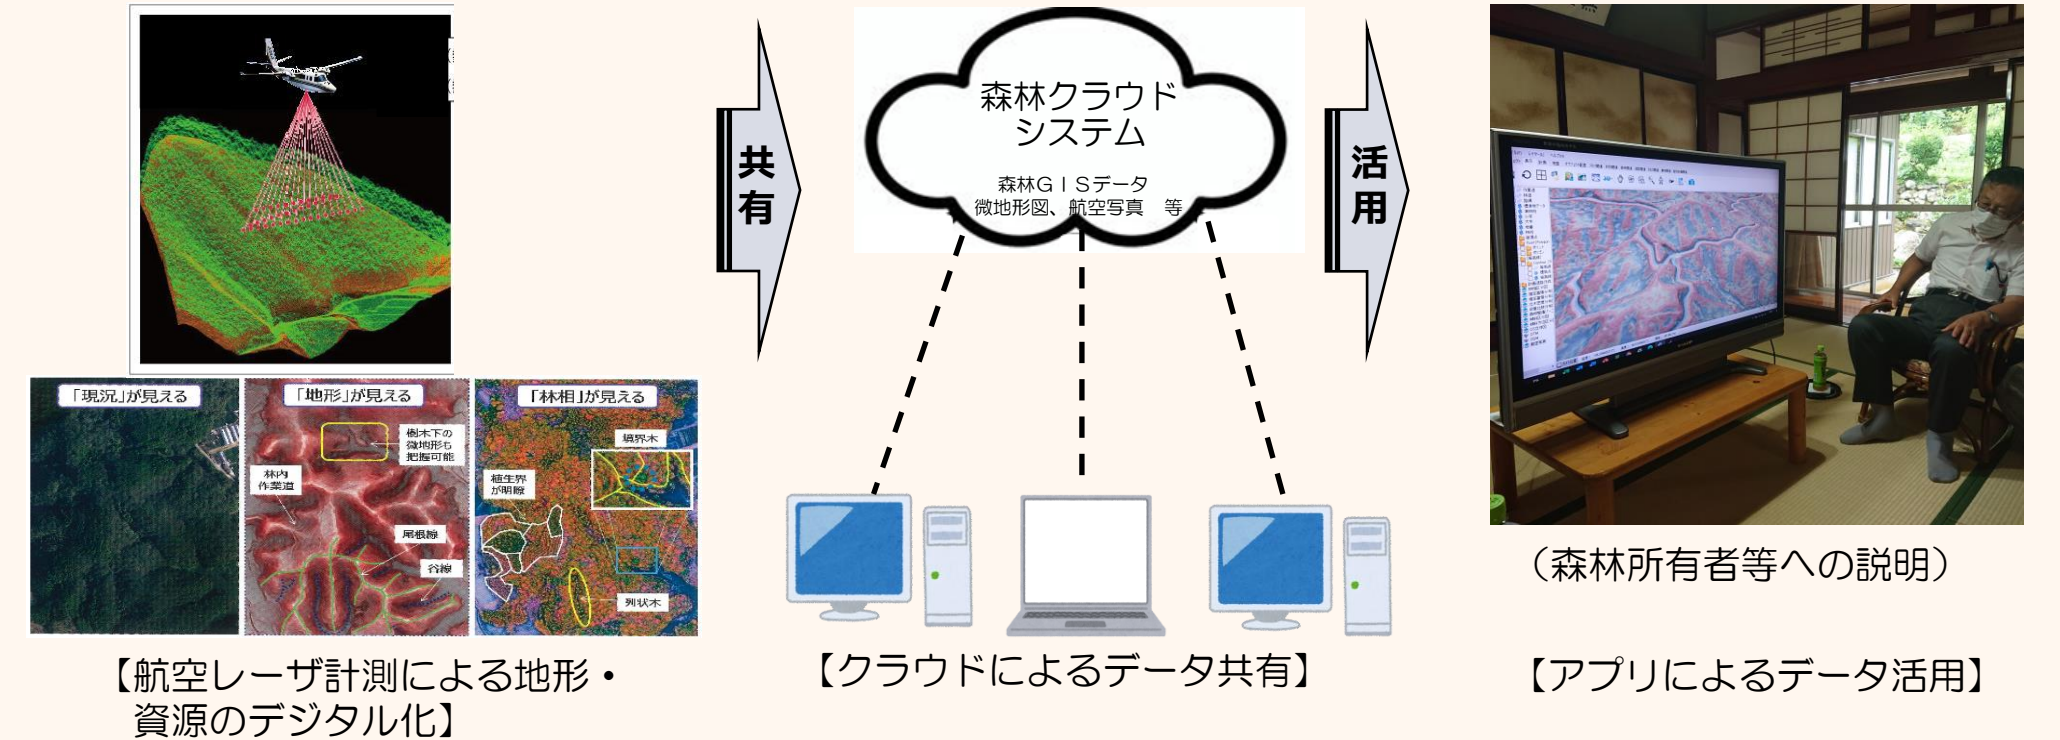 「現況」が見える
「地形」が見える
樹木下の
微地形も
把握可能
林内
作業道
尾根線
谷線
「林相」が見える
境界木
植生界
が明瞭
列状木
【航空レーザ計測による地形・
資源のデジタル化】
共有
森林クラウド
システム
森林GISデータ
微地形図、航空写真　等
【クラウドによるデータ共有】
活用
（森林所有者等への説明）
【アプリによるデータ活用】